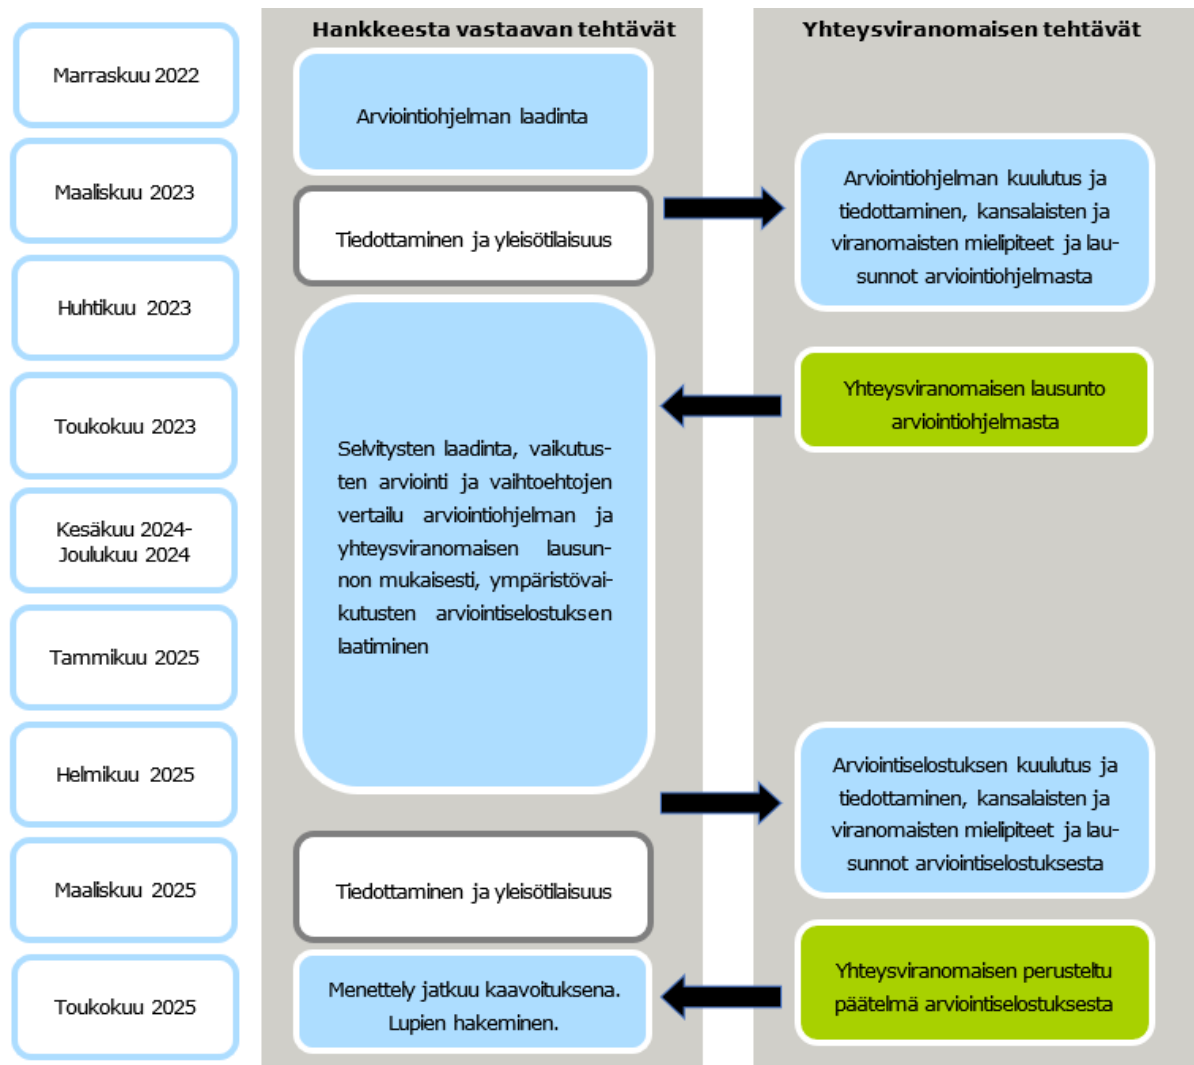 Hankkeesta vastaavan tehtävät
Yhteysviranomaisen tehtävät
Marraskuu 2022
Maaliskuu 2023
Huhtikuu 2023
Toukokuu 2023
Kesäkuu 2024-
Joulukuu 2024
Tammikuu 2025
Helmikuu 2025
Maaliskuu 2025
Toukokuu 2025
Arviointiohjelman laadinta
Tiedottaminen ja yleisötilaisuus
Selvitysten laadinta, vaikutus-
ten arviointi ja vaihtoehtojen
vertailu arviointiohjelman ja
yhteysviranomaisen lausun-
non mukaisesti, ympäristövai-
kutusten arviointiselostuksen
laatiminen
Tiedottaminen ja yleisötilaisuus
Menettely jatkuu kaavoituksena.
Lupien hakeminen.
Arviointiohjelman kuulutus ja
tiedottaminen, kansalaisten ja
viranomaisten mielipiteet ja lau-
sunnot arviointiohjelmasta
Yhteysviranomaisen lausunto
arviointiohjelmasta
Arviointiselostuksen kuulutus ja
tiedottaminen, kansalaisten ja
viranomaisten mielipiteet ja lau-
sunnot arviointiselostuksesta
Yhteysviranomaisen perusteltu
päätelmä arviointiselostuksesta